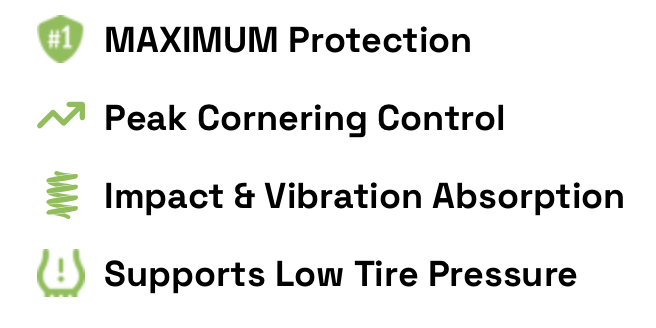 #1 MAXIMUM Protection
Peak Cornering Control
Impact & Vibration Absorption
Supports Low Tire Pressure